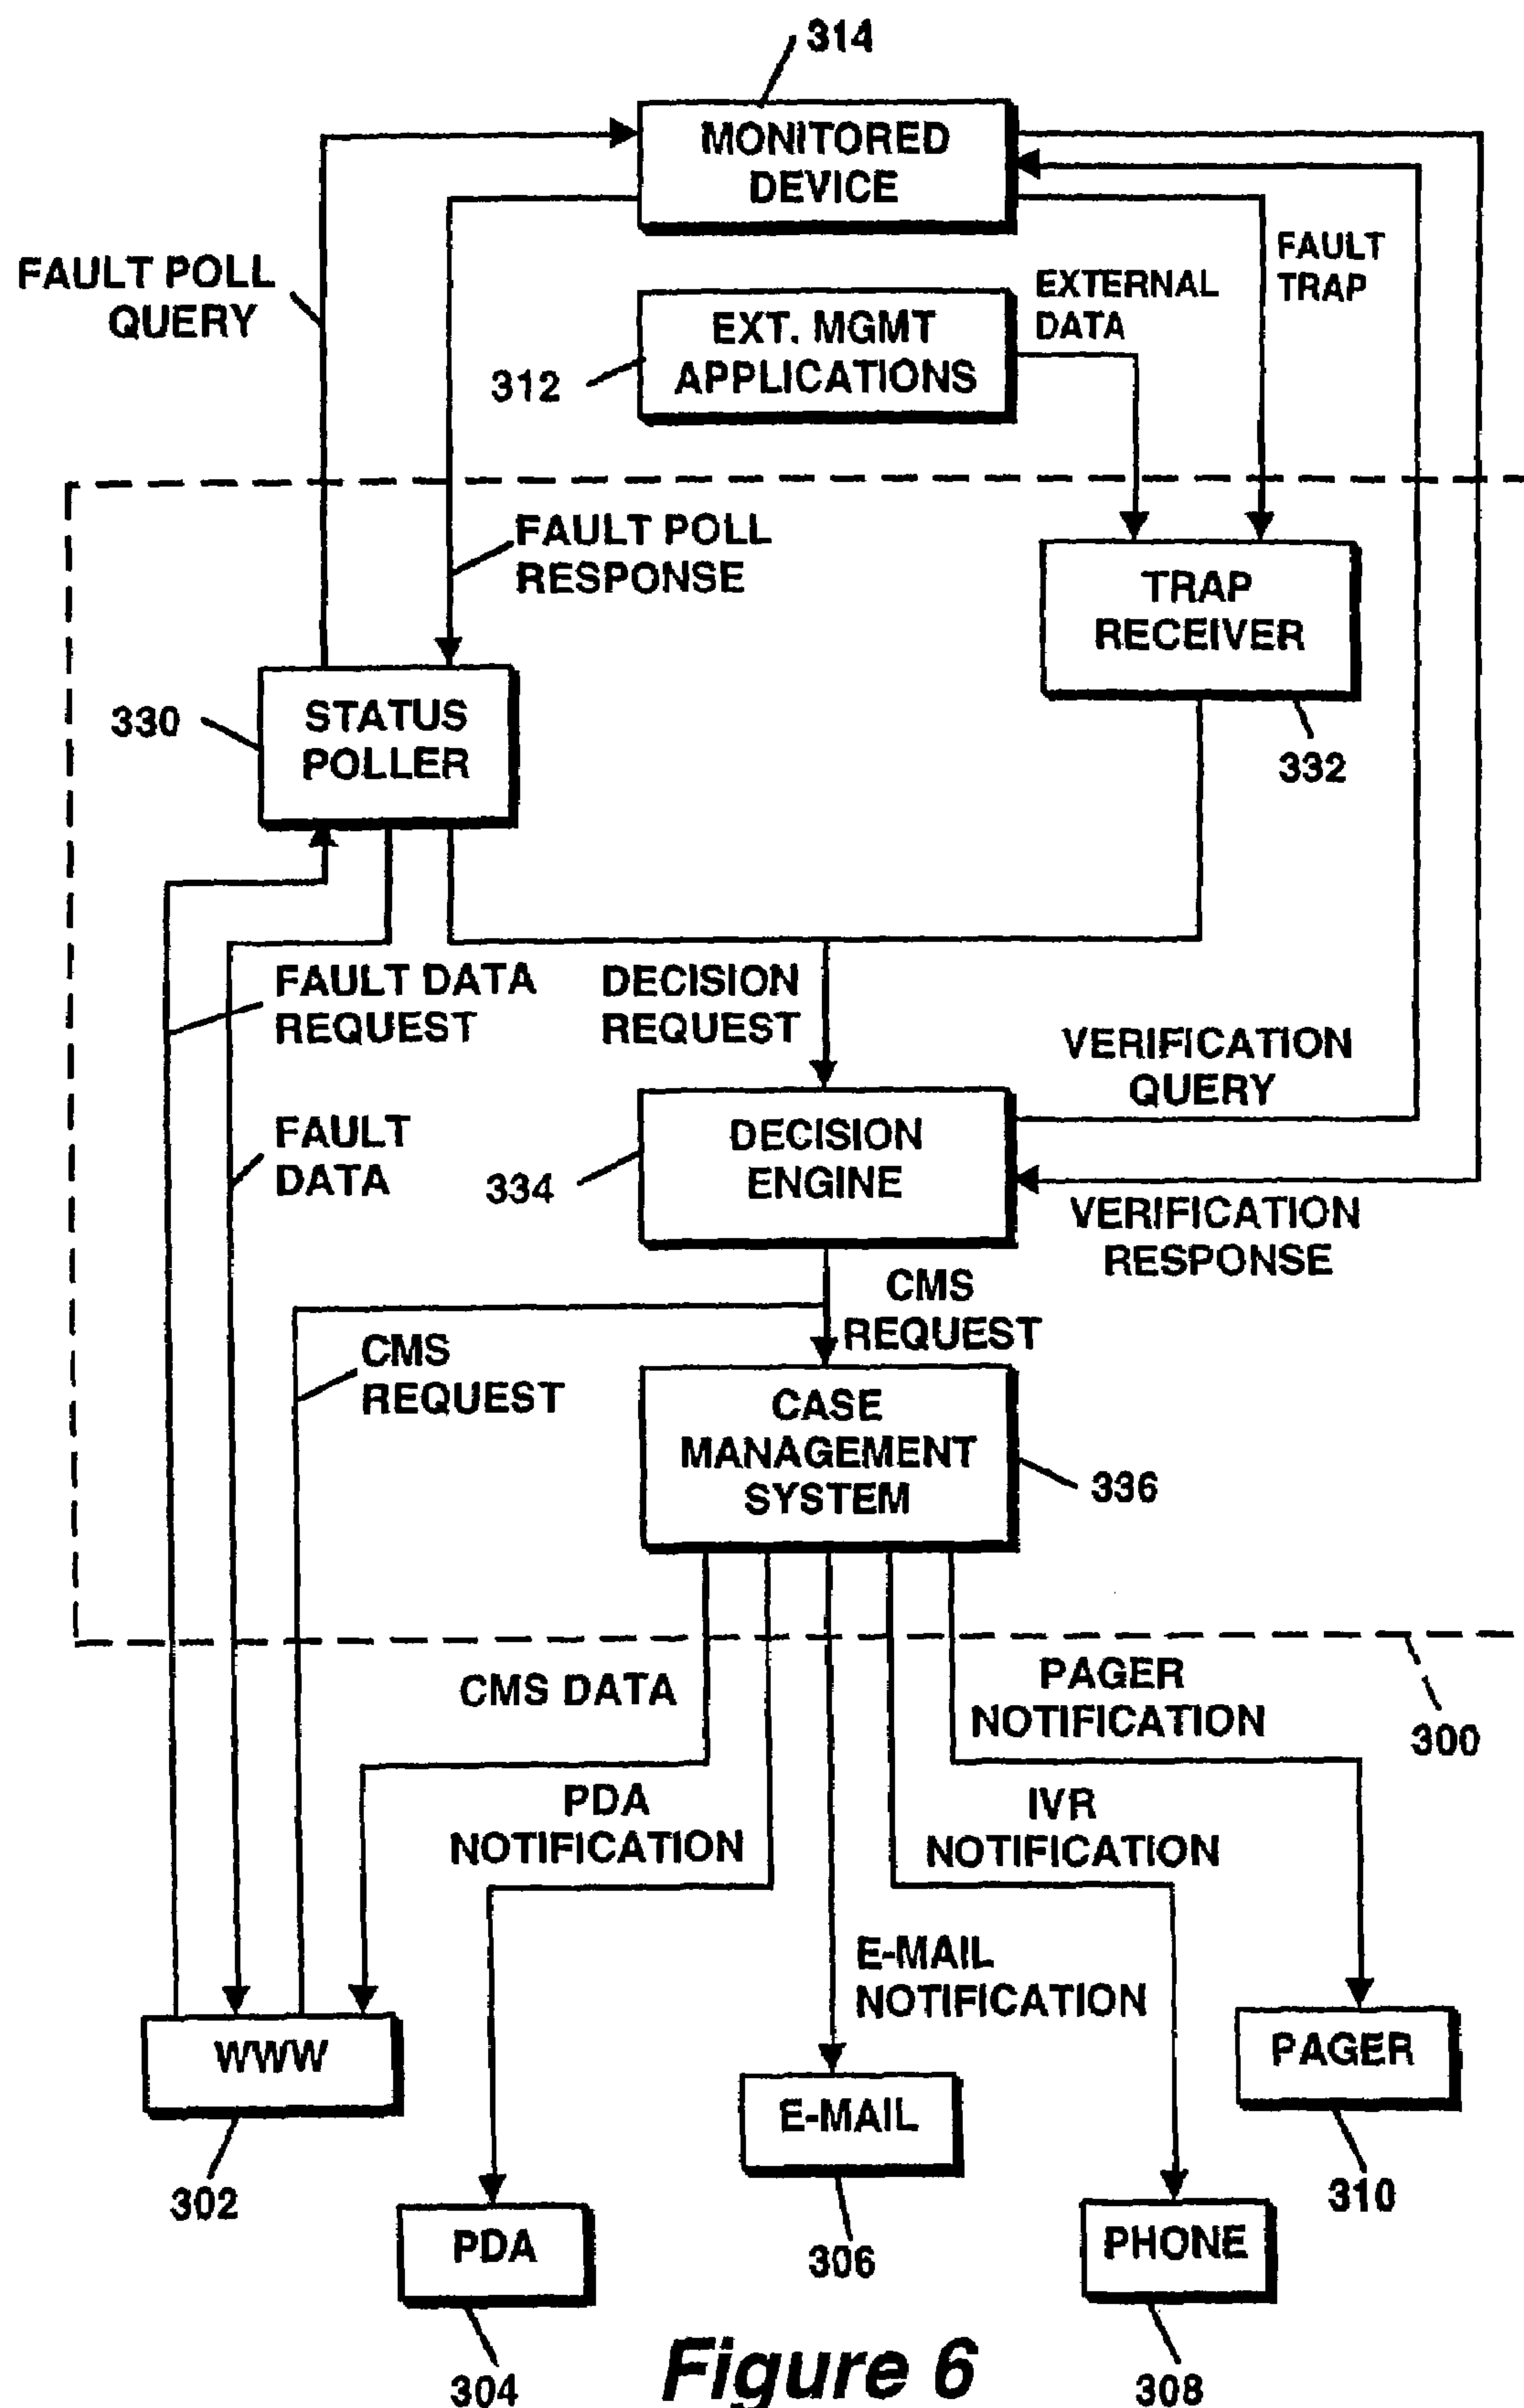 314
MONITORED
DEVICE
FAULT POLL
QUERY
FAULT
TRAP
EXTERNAL
DATA
EXT. MGMT
APPLICATIONS
312
FAULT POLL
RESPONSE
TRAP
RECEIVER
332
330
STATUS
POLLER
FAULT DATA
REQUEST
DECISION
REQUEST
VERIFICATION
QUERY
FAULT
DATA
334
DECISION
ENGINE
VERIFICATION
RESPONSE
CMS
REQUEST
CMS
REQUEST
CASE
MANAGEMENT
SYSTEM
336
CMS DATA
PAGER
NOTIFICATION
300
PDA
NOTIFICATION
IVR
NOTIFICATION
E-MAIL
NOTIFICATION
WWW
302
PAGER
310
E-MAIL
306
PDA
304
PHONE
308
Figure 6